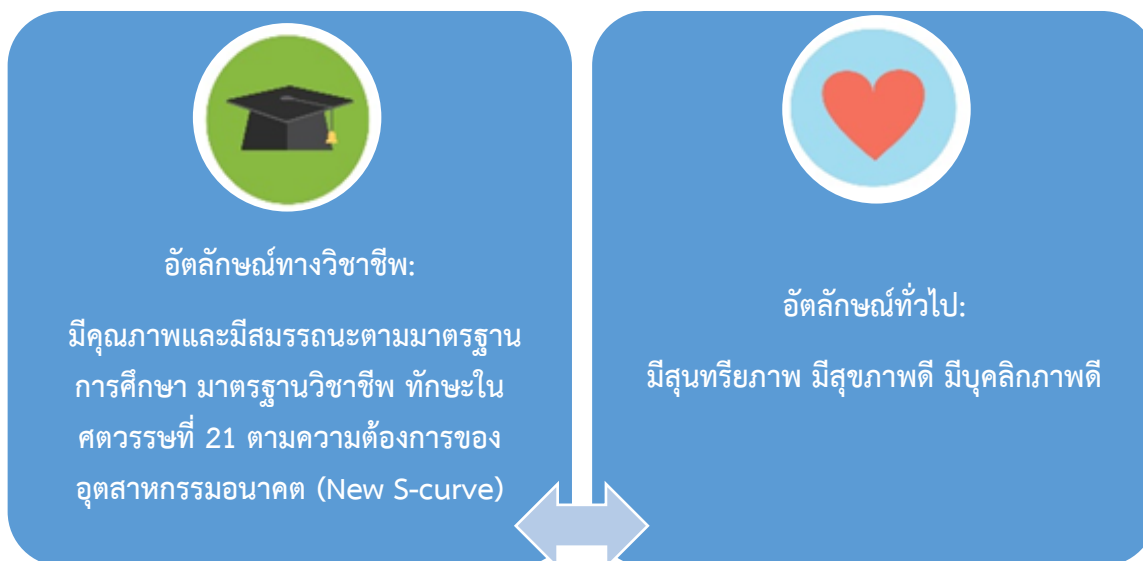 อัตลักษณ์ทางวิชาชีพ:
มีคุณภาพและมีสมรรถนะตามมาตรฐาน
การศึกษา มาตรฐานวิชาชีพ ทักษะใน
ศตวรรษที่ 21 ตามความต้องการของ
อุตสาหกรรมอนาคต (New S-curve)
อัตลักษณ์ทั่วไป:
มีสุนทรียภาพ มีสุขภาพดี มีบุคลิกภาพดี